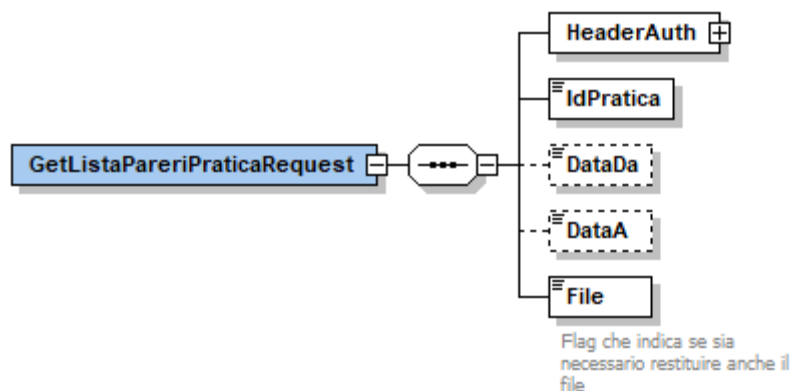 HeaderAuth
IdPratica
GetListaPareriPraticaRequest
DataDa
DataA
File
Flag che indica se sia
necessario restituire anche il
file